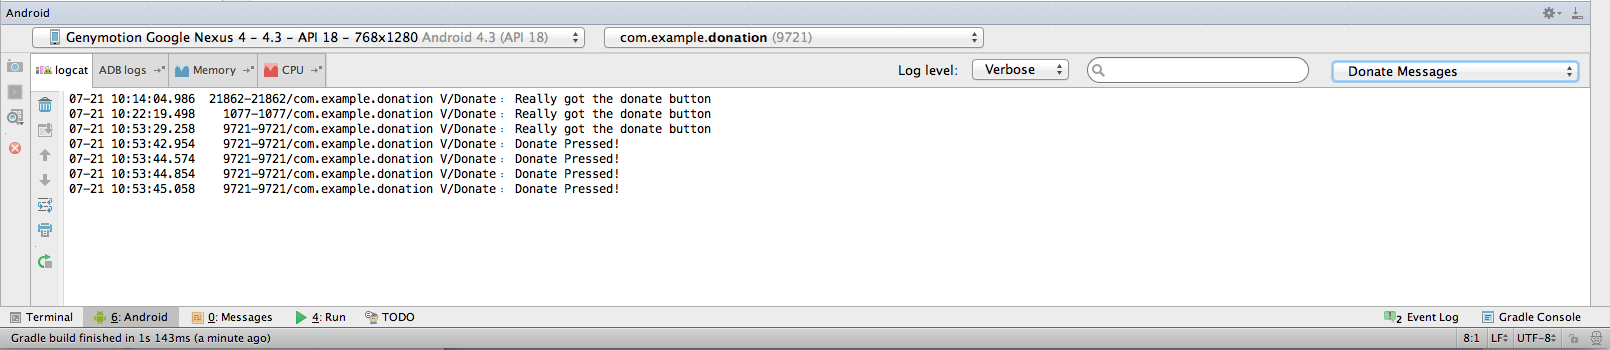 Android
Genymotion Google Nexus 4 – 4.3 – API 18 – 768x1280 Android 4.3 (API 18)
com.example.donation (9721)
logcat
ADB logs
Memory
CPU
Log level:
Verbose
Donate Messages
07-21 10:14:04.986  21862-21862/com.example.donation V/Donate﹕ Really got the donate button
07-21 10:22:19.498    1077-1077/com.example.donation V/Donate﹕ Really got the donate button
07-21 10:53:29.258    9721-9721/com.example.donation V/Donate﹕ Really got the donate button
07-21 10:53:42.954    9721-9721/com.example.donation V/Donate﹕ Donate Pressed!
07-21 10:53:44.574    9721-9721/com.example.donation V/Donate﹕ Donate Pressed!
07-21 10:53:44.854    9721-9721/com.example.donation V/Donate﹕ Donate Pressed!
07-21 10:53:45.058    9721-9721/com.example.donation V/Donate﹕ Donate Pressed!
Terminal
6: Android
0: Messages
4: Run
TODO
2 Event Log
Gradle Console
Gradle build finished in 1s 143ms (a minute ago)
8:1
LF
UTF-8